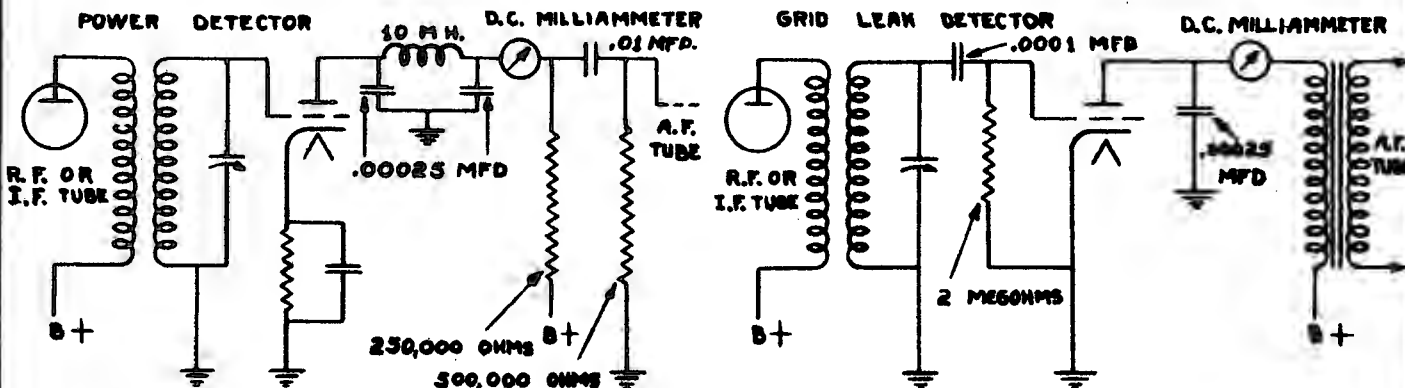 POWER DETECTOR
10 M H.
D.C. MILLIAMMETER
.01 MFD.
R.F. OR
I.F. TUBE
.00025 MFD
A.F.
TUBE
B+
250,000 OHMS
B+
500,000 OHMS
GRID LEAK DETECTOR
.0001 MFD
D.C. MILLIAMMETER
R.F. OR
I.F. TUBE
2 MEGOHMS
.00025
MFD
A.F.
TUBE
B+
B+